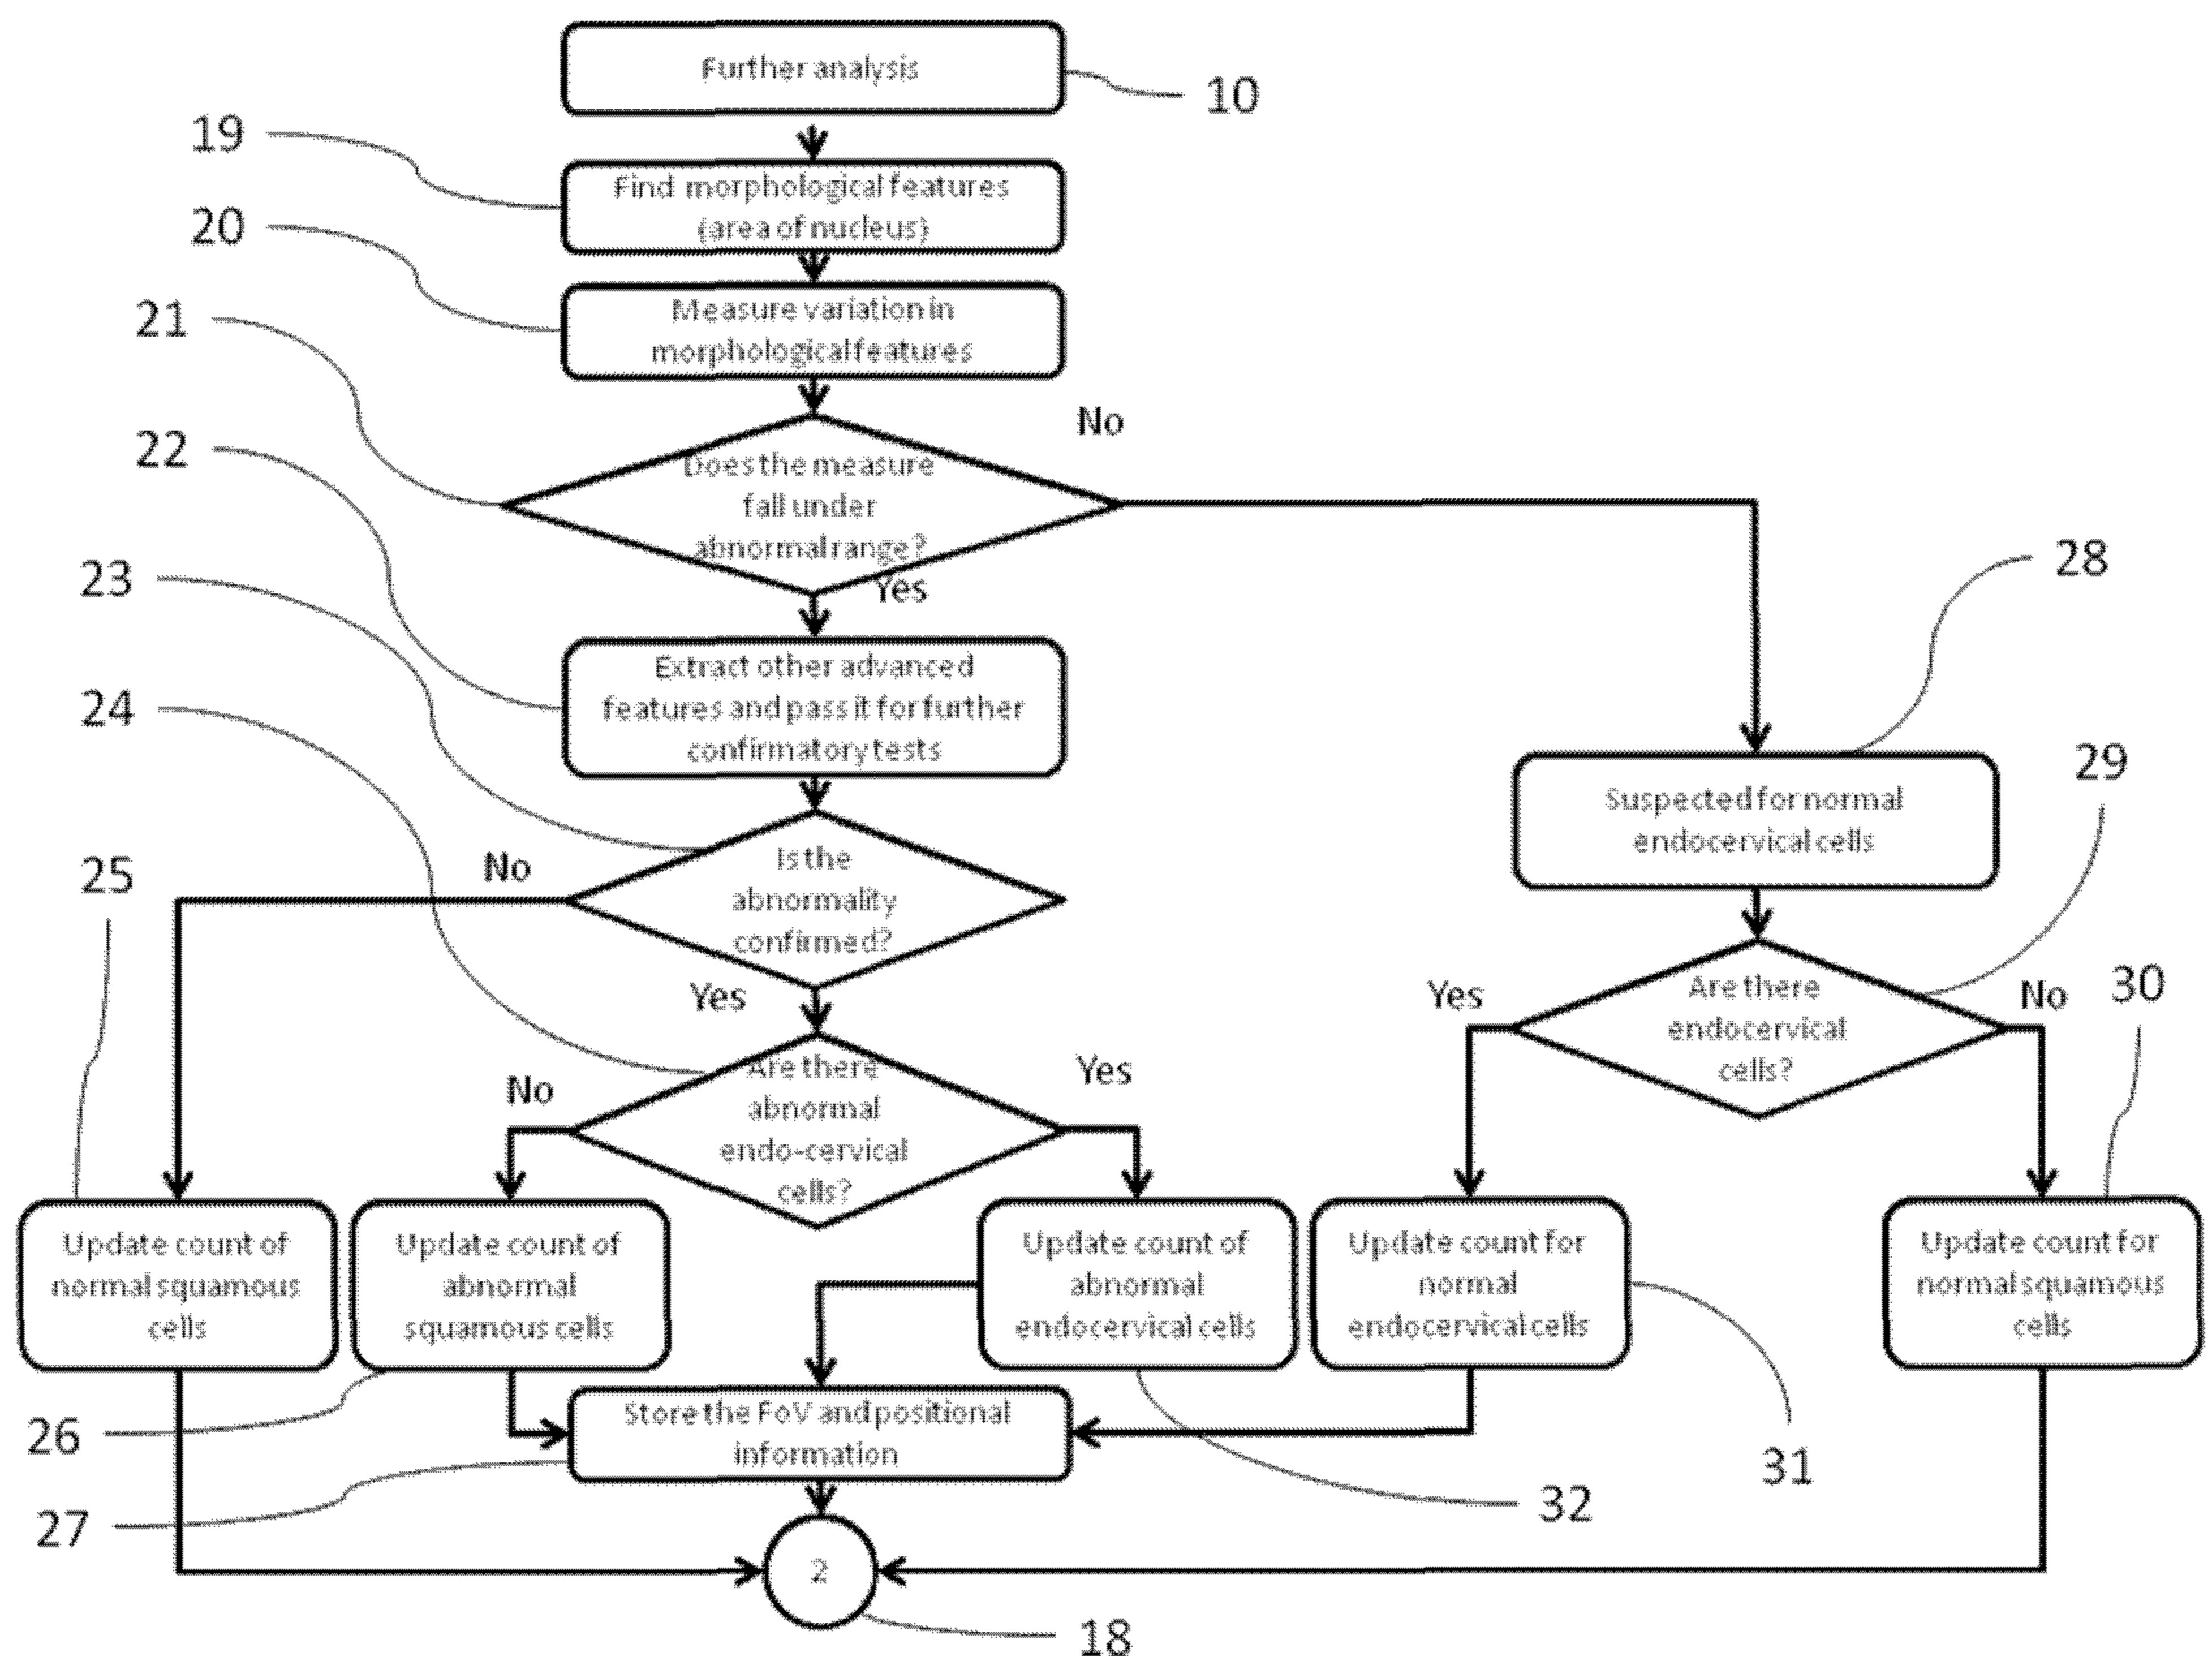 Further analysis
10
19
Find morphological features
(area of nucleus)
20
Measure variation in
morphological features
21
No
22
Does the measure
fall under
abnormal range?
Yes
23
28
Extract other advanced
features and pass it for further
confirmatory tests
24
29
Suspected for normal
endocervical cells
25
No
Is the
abnormality
confirmed?
Yes
Yes
Are there
endocervical
cells?
No
30
No
Are there
abnormal
endo-cervical
cells?
Yes
Update count of
normal squamous
cells
Update count of
abnormal
squamous cells
Update count of
abnormal
endocervical cells
Update count for
normal
endocervical cells
Update count for
normal squamous
cells
26
Store the FoV and positional
information
31
27
32
2
18